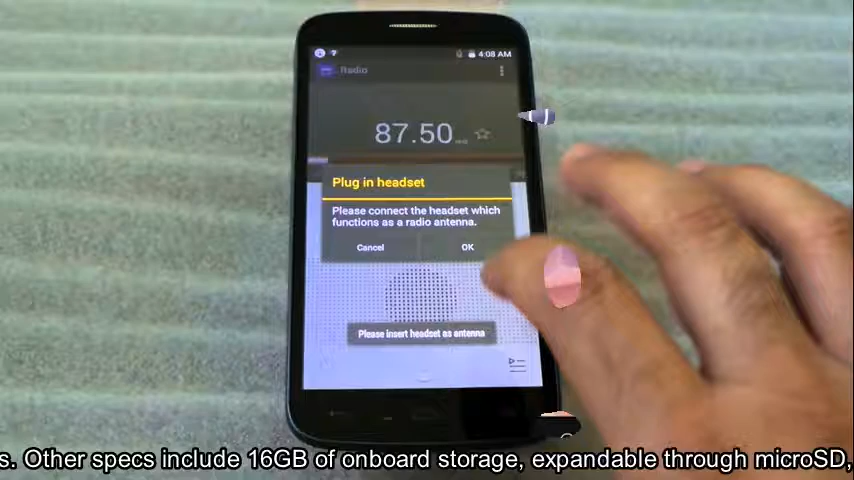 4:08 AM
Radio
87.50
Plug in headset
Please connect the headset which
functions as a radio antenna.
Cancel OK
Please insert headset as antenna
s. Other specs include 16GB of onboard storage, expandable through microSD,